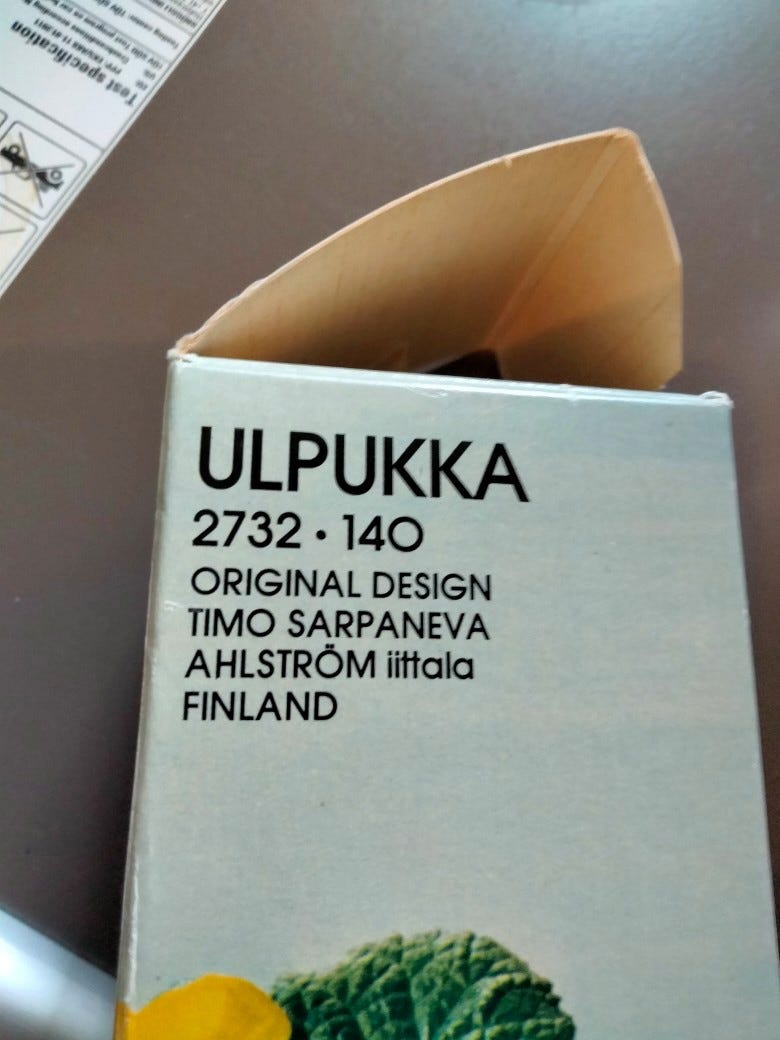 Test specification
ULPUKKA
2732 · 140
ORIGINAL DESIGN
TIMO SARPANEVA
AHLSTRÖM iittala
FINLAND